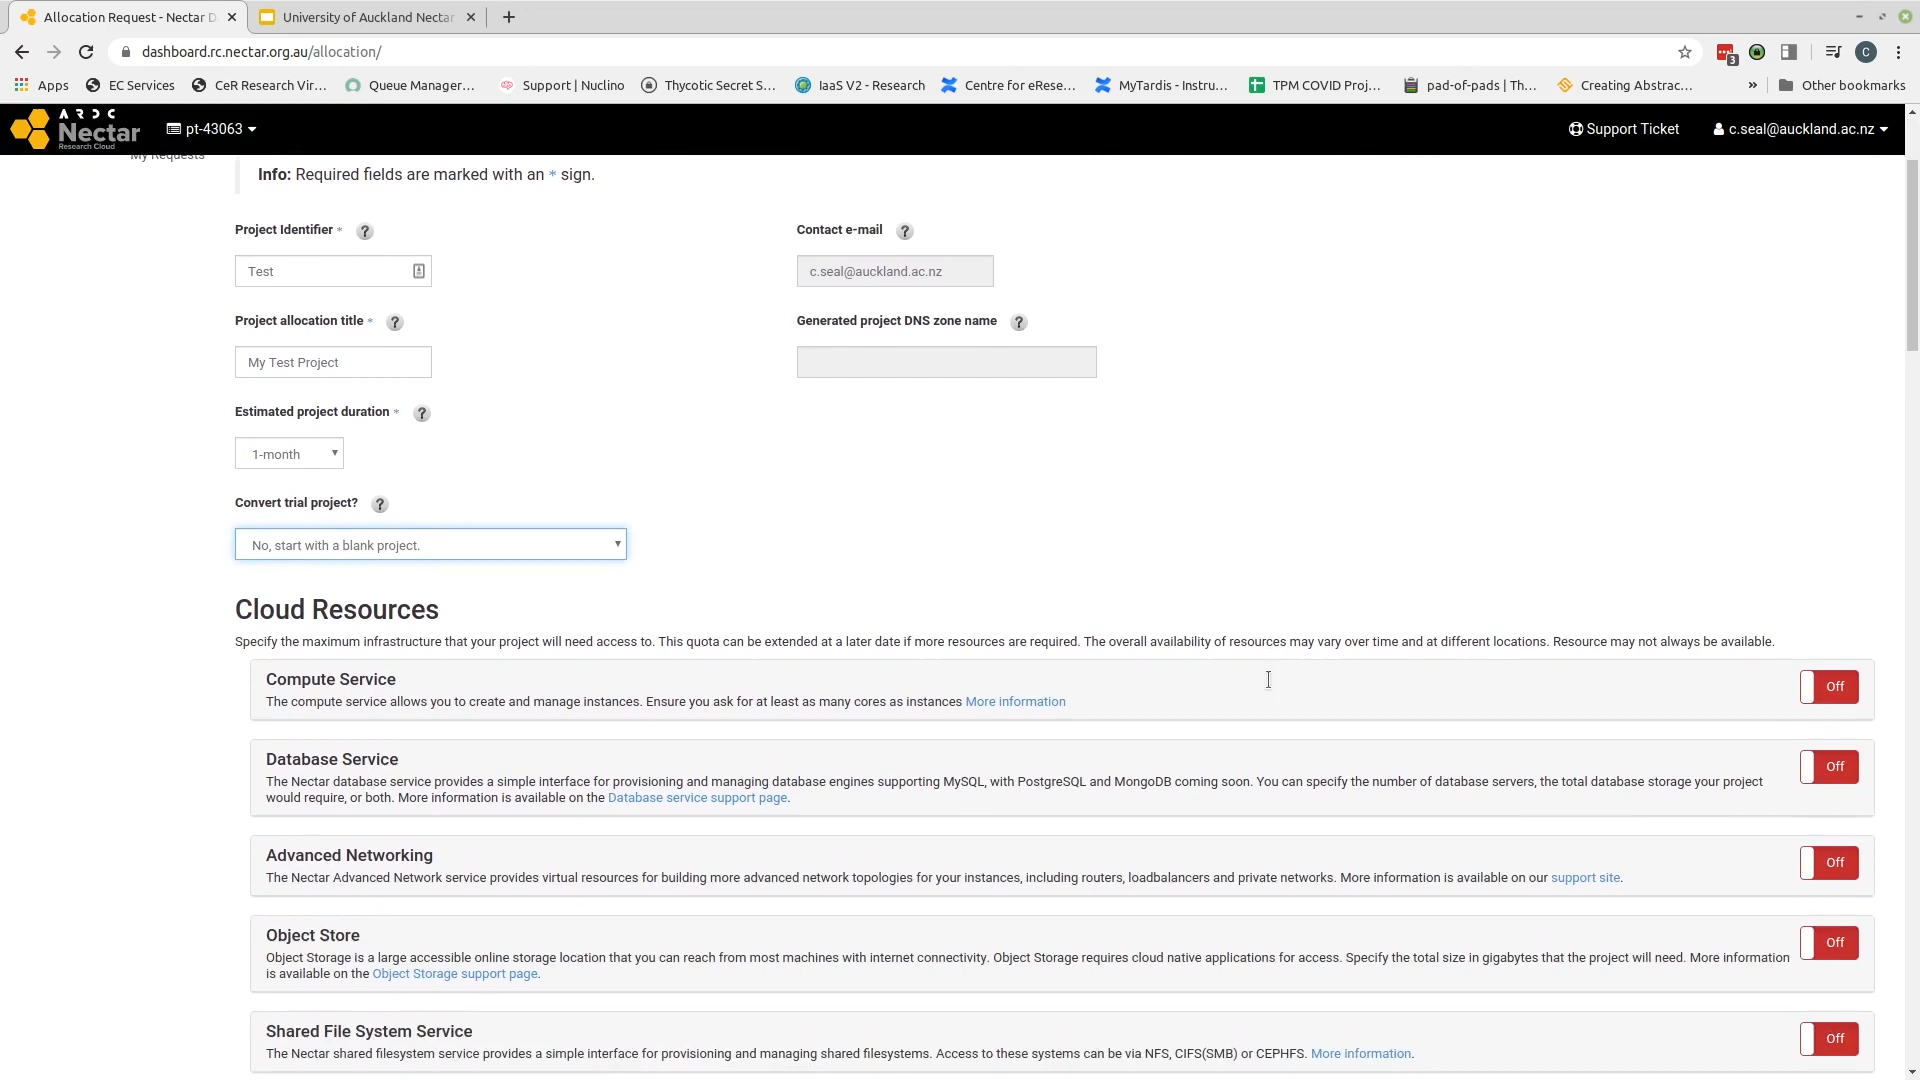 Allocation Request - Nectar D
University of Auckland Nectar
dashboard.rc.nectar.org.au/allocation/
3
C
Apps
EC Services
CeR Research Vir...
Queue Manager...
Support | Nuclino
Thycotic Secret S...
IaaS V2 - Research
Centre for eRese...
MyTardis - Instru...
TPM COVID Proj...
pad-of-pads | Th...
Creating Abstrac...
»
Other bookmarks
ARDC
Nectar
Research Cloud
pt-43063
Support Ticket
c.seal@auckland.ac.nz
My Requests
Info: Required fields are marked with an * sign.
Project Identifier * ?
Contact e-mail ?
Test
c.seal@auckland.ac.nz
Project allocation title * ?
Generated project DNS zone name ?
My Test Project
Estimated project duration * ?
1-month
Convert trial project? ?
No, start with a blank project.
Cloud Resources
Specify the maximum infrastructure that your project will need access to. This quota can be extended at a later date if more resources are required. The overall availability of resources may vary over time and at different locations. Resource may not always be available.
Compute Service
The compute service allows you to create and manage instances. Ensure you ask for at least as many cores as instances More information
Off
Database Service
The Nectar database service provides a simple interface for provisioning and managing database engines supporting MySQL, with PostgreSQL and MongoDB coming soon. You can specify the number of database servers, the total database storage your project
would require, or both. More information is available on the Database service support page.
Off
Advanced Networking
The Nectar Advanced Network service provides virtual resources for building more advanced network topologies for your instances, including routers, loadbalancers and private networks. More information is available on our support site.
Off
Object Store
Object Storage is a large accessible online storage location that you can reach from most machines with internet connectivity. Object Storage requires cloud native applications for access. Specify the total size in gigabytes that the project will need. More information
is available on the Object Storage support page.
Off
Shared File System Service
The Nectar shared filesystem service provides a simple interface for provisioning and managing shared filesystems. Access to these systems can be via NFS, CIFS(SMB) or CEPHFS. More information.
Off